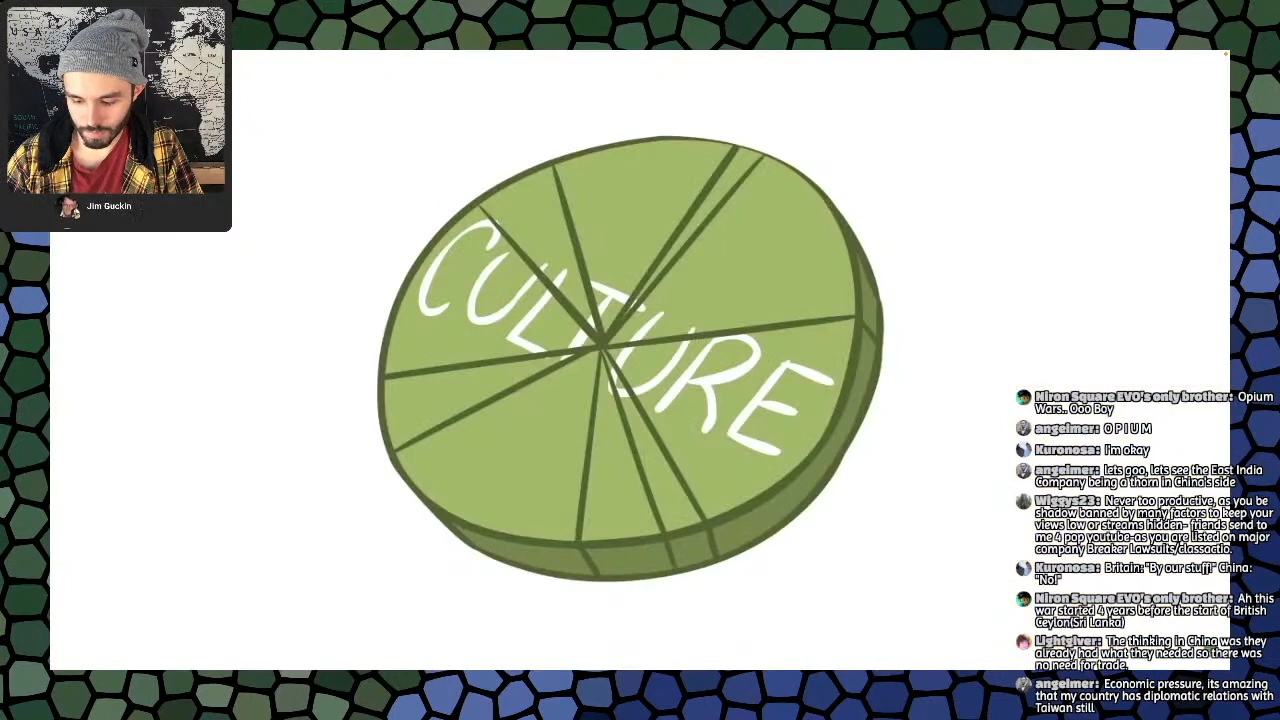 USA
SOUTH
PACIFIC
Jim Guckin
CULTURE
Niron Square EVO's only brother: Opium
Wars.. Ooo Boy
angelmer: O P I U M
Kuronosa: I'm okay
angelmer: lets goo, lets see the East India
Company being a thorn in China's side
Wiggys23: Never too productive, as you be
shadow banned by many factors to keep your
views low or streams hidden- friends send to
me 4 pop youtube-as you are listed on major
company Breaker Lawsuits/classactio.
Kuronosa: Britain: "By our stuff!" China:
"No!"
Niron Square EVO's only brother: Ah this
war started 4 years before the start of British
Ceylon(Sri Lanka)
Lightgiver: The thinking in China was they
already had what they needed so there was
no need for trade.
angelmer: Economic pressure, its amazing
that my country has diplomatic relations with
Taiwan still